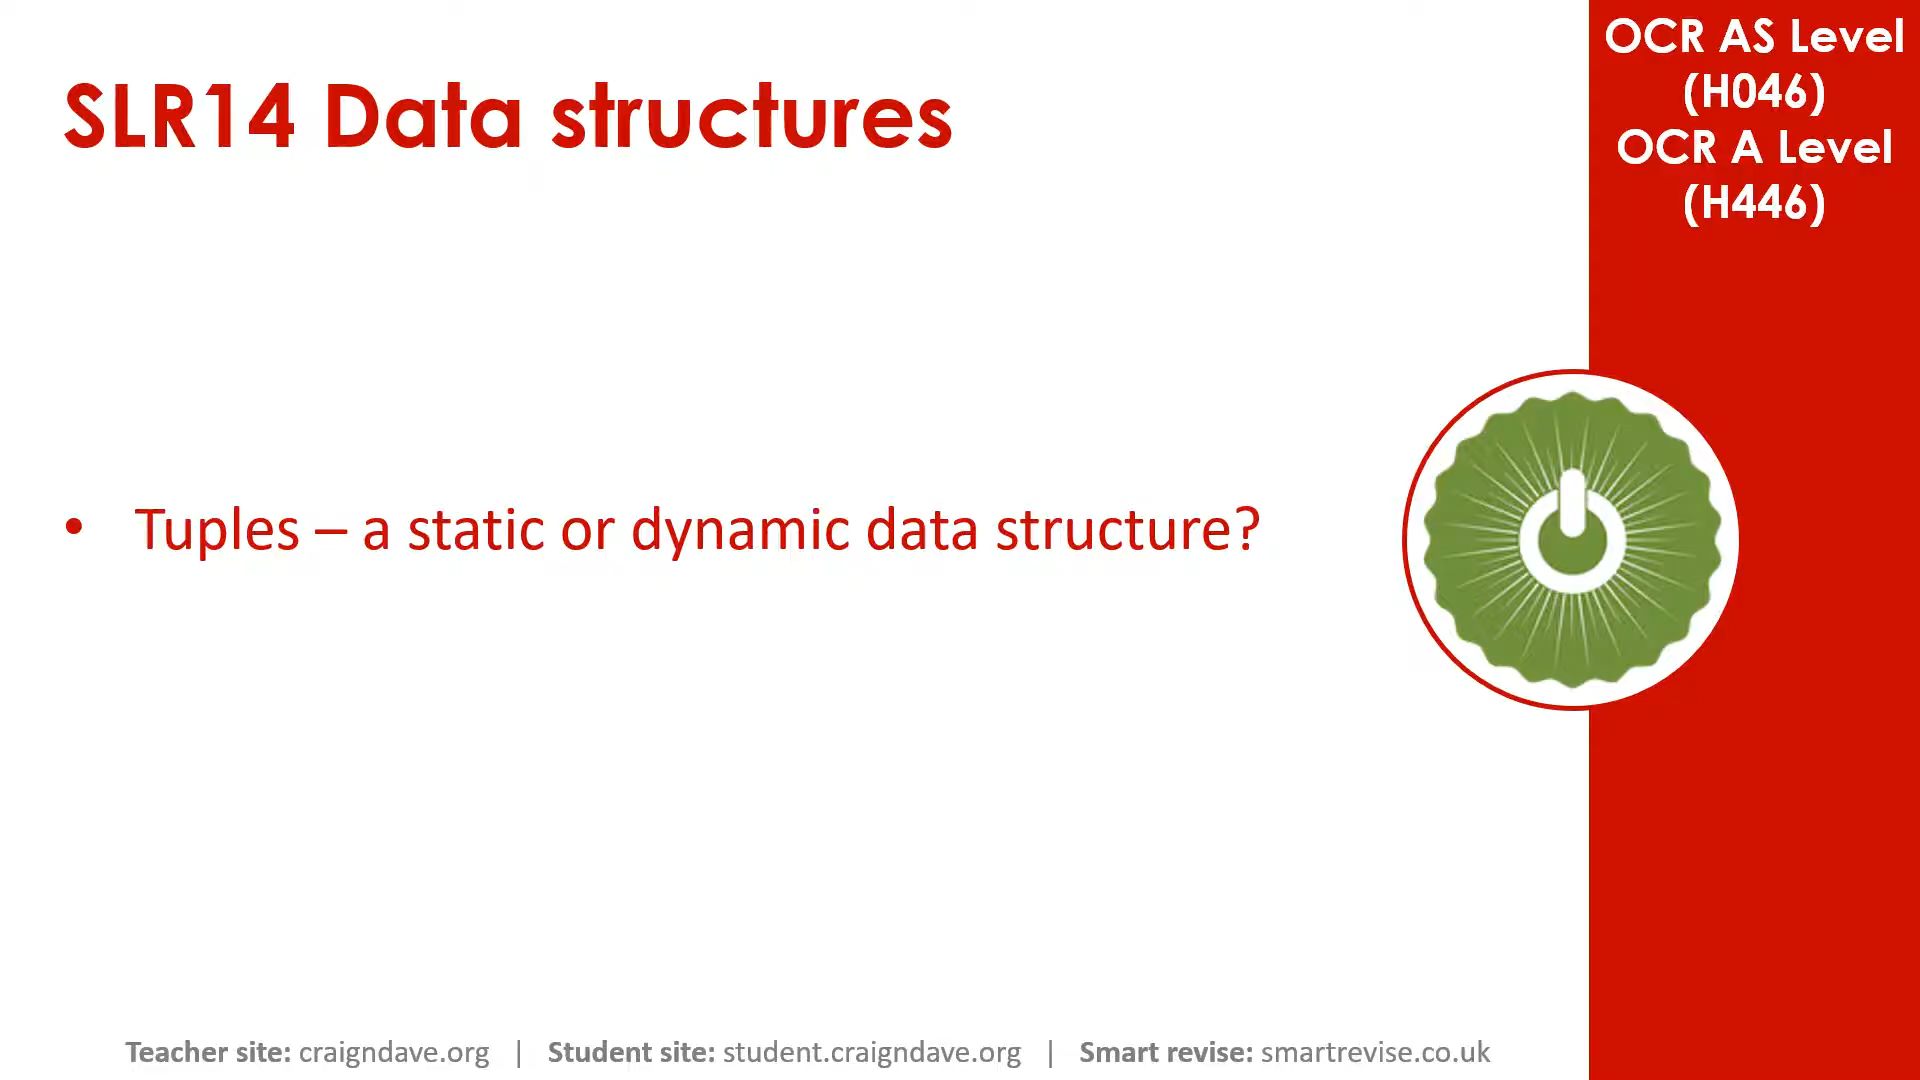 SLR14 Data structures
OCR AS Level
(H046)
OCR A Level
(H446)
• Tuples – a static or dynamic data structure?
Teacher site: craigndave.org | Student site: student.craigndave.org | Smart revise: smartrevise.co.uk